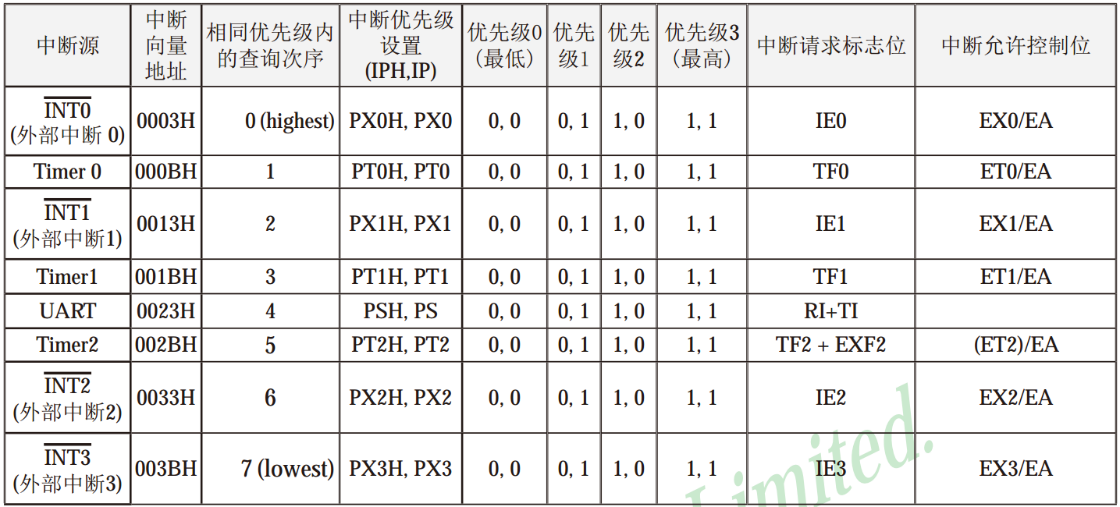 中断源 中断向量地址 相同优先级内的查询次序 中断优先级设置(IPH,IP) 优先级0(最低) 优先级1 优先级2 优先级3(最高) 中断请求标志位 中断允许控制位
INT0(外部中断 0) 0003H 0 (highest) PX0H, PX0 0, 0 0, 1 1, 0 1, 1 IE0 EX0/EA
Timer 0 000BH 1 PT0H, PT0 0, 0 0, 1 1, 0 1, 1 TF0 ET0/EA
INT1(外部中断1) 0013H 2 PX1H, PX1 0, 0 0, 1 1, 0 1, 1 IE1 EX1/EA
Timer1 001BH 3 PT1H, PT1 0, 0 0, 1 1, 0 1, 1 TF1 ET1/EA
UART 0023H 4 PSH, PS 0, 0 0, 1 1, 0 1, 1 RI+TI
Timer2 002BH 5 PT2H, PT2 0, 0 0, 1 1, 0 1, 1 TF2 + EXF2 (ET2)/EA
INT2(外部中断2) 0033H 6 PX2H, PX2 0, 0 0, 1 1, 0 1, 1 IE2 EX2/EA
INT3(外部中断3) 003BH 7 (lowest) PX3H, PX3 0, 0 0, 1 1, 0 1, 1 IE3 EX3/EA
Limited.